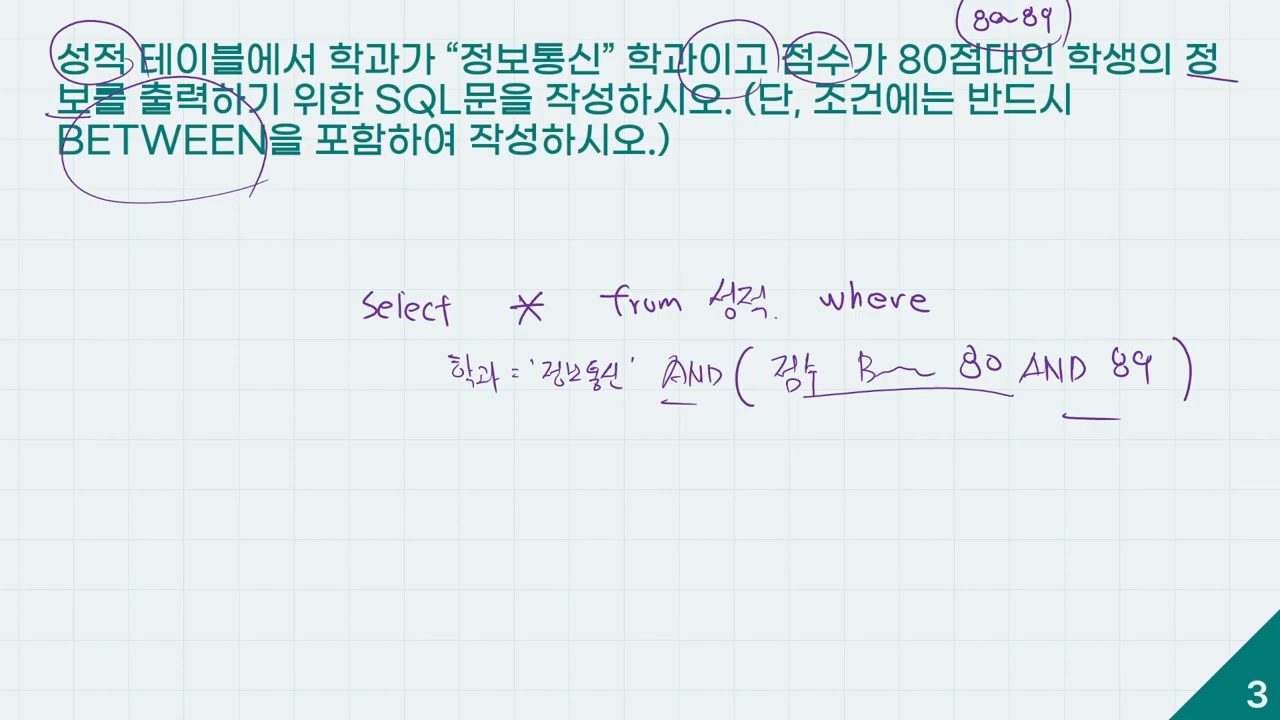 80~89
성적 테이블에서 학과가 “정보통신” 학과이고 점수가 80점대인 학생의 정
보를 출력하기 위한 SQL문을 작성하시오. (단, 조건에는 반드시
BETWEEN을 포함하여 작성하시오.)
Select * from 성적 where
학과 = '정보통신' AND ( 점수 B~ 80 AND 89 )
3